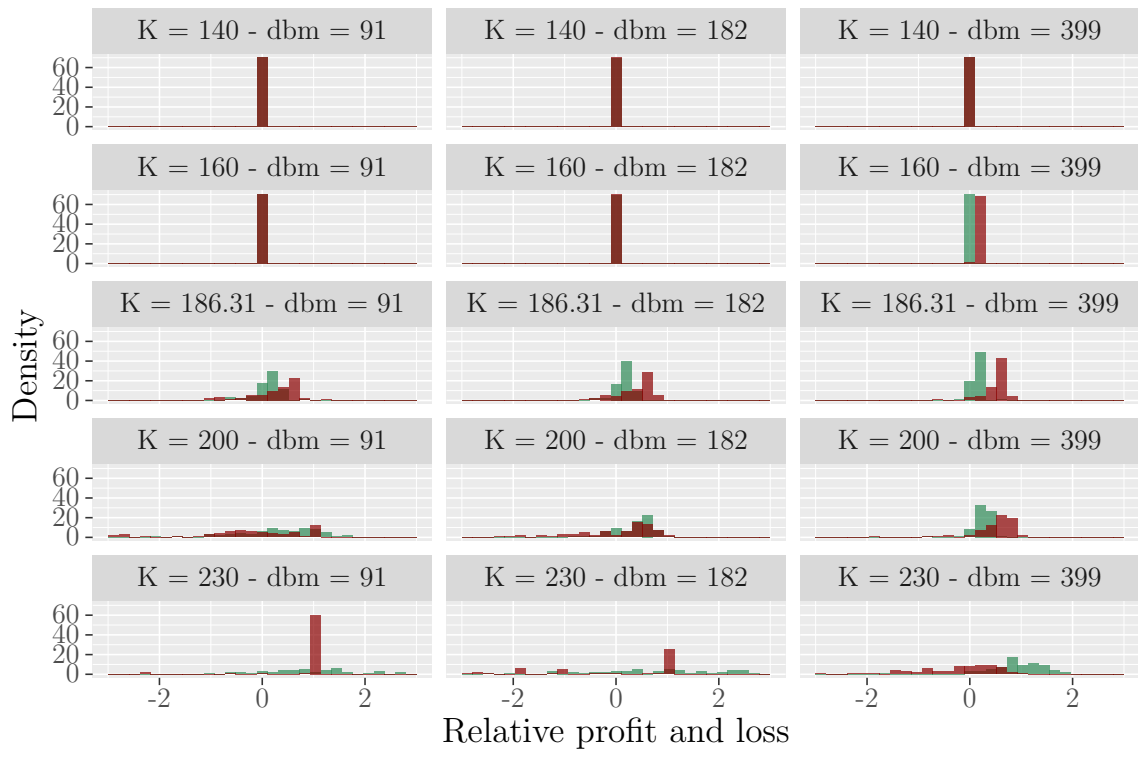 K = 140 - dbm = 91
K = 140 - dbm = 182
K = 140 - dbm = 399
60
40
20
0
K = 160 - dbm = 91
K = 160 - dbm = 182
K = 160 - dbm = 399
60
40
20
0
K = 186.31 - dbm = 91
K = 186.31 - dbm = 182
K = 186.31 - dbm = 399
60
40
20
0
Density
K = 200 - dbm = 91
K = 200 - dbm = 182
K = 200 - dbm = 399
60
40
20
0
K = 230 - dbm = 91
K = 230 - dbm = 182
K = 230 - dbm = 399
60
40
20
0
-2 0 2
-2 0 2
-2 0 2
Relative profit and loss